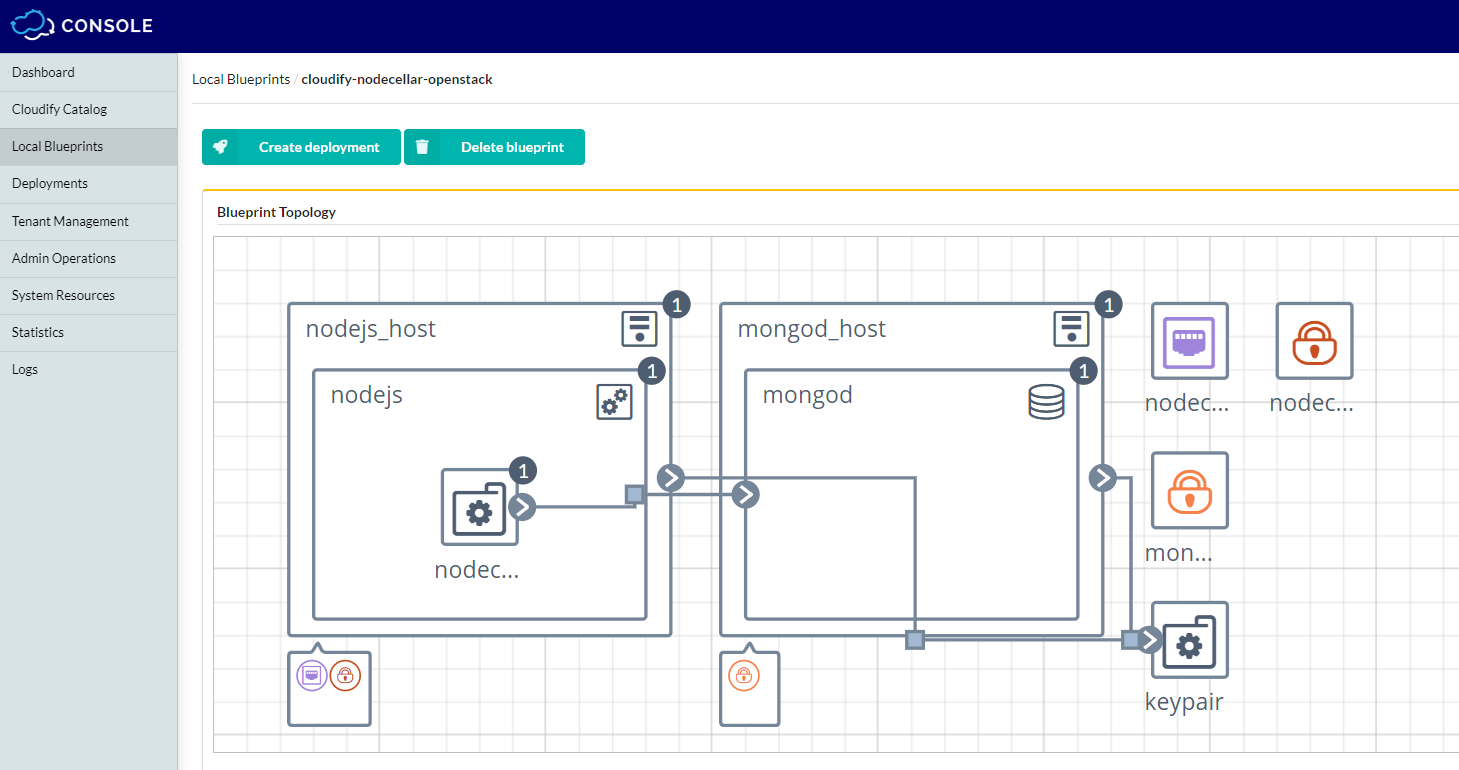 CONSOLE
Dashboard
Cloudify Catalog
Local Blueprints
Deployments
Tenant Management
Admin Operations
System Resources
Statistics
Logs
Local Blueprints / cloudify-nodecellar-openstack
Create deployment
Delete blueprint
Blueprint Topology
1
nodejs_host
1
nodejs
1
nodec...
1
mongod_host
1
mongod
nodec...
nodec...
mon...
keypair